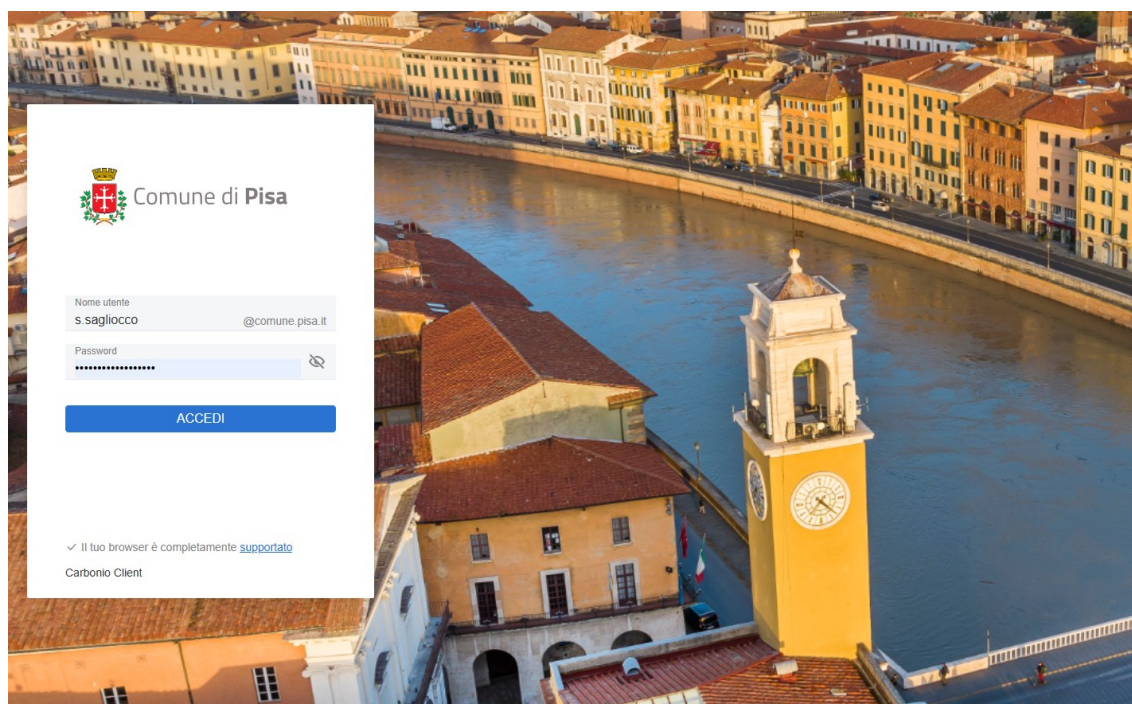 Comune di Pisa
Nome utente
s.sagliocco
@comune.pisa.it
Password
••••••••••••••••••
ACCEDI
Il tuo browser è completamente supportato
Carbonio Client